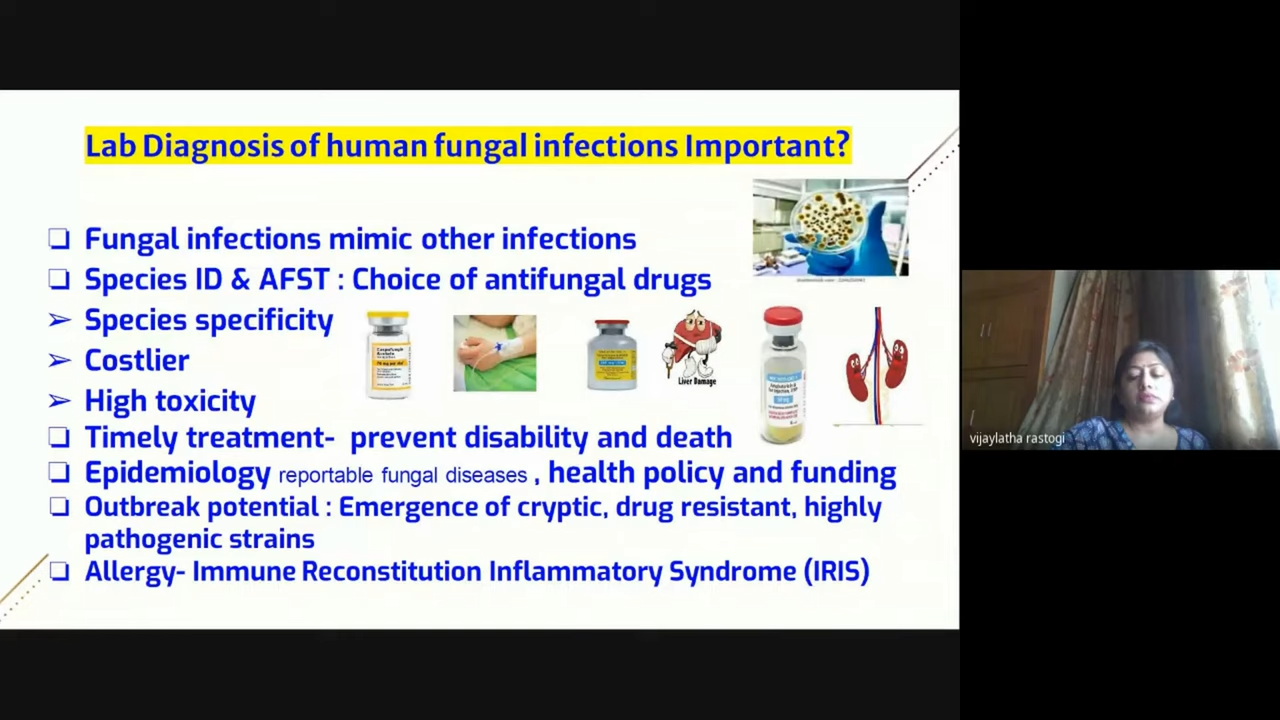 Lab Diagnosis of human fungal infections Important?
❑ Fungal infections mimic other infections
❑ Species ID & AFST : Choice of antifungal drugs
➢ Species specificity
➢ Costlier
➢ High toxicity
Liver Damage
❑ Timely treatment- prevent disability and death
❑ Epidemiology reportable fungal diseases , health policy and funding
❑ Outbreak potential : Emergence of cryptic, drug resistant, highly
pathogenic strains
❑ Allergy- Immune Reconstitution Inflammatory Syndrome (IRIS)
vijaylatha rastogi